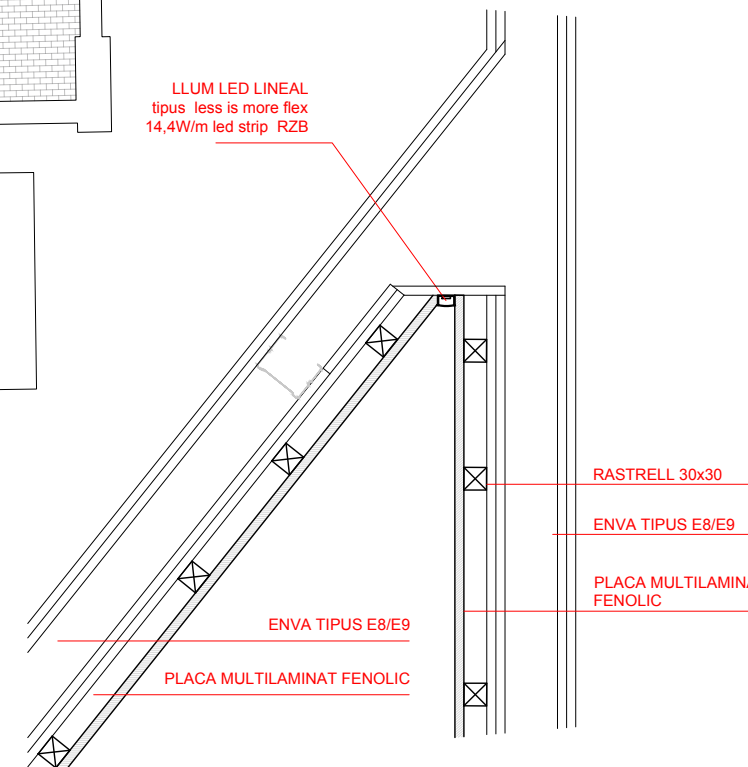 LLUM LED LINEAL
tipus less is more flex
14,4W/m led strip RZB
RASTRELL 30x30
ENVA TIPUS E8/E9
PLACA MULTILAMINA
FENOLIC
ENVA TIPUS E8/E9
PLACA MULTILAMINAT FENOLIC